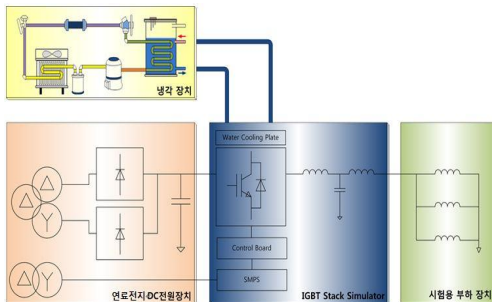 냉각 장치
Water Cooling Plate
Control Board
SMPS
연료전지 DC전원장치
IGBT Stack Simulator
시험용 부하 장치